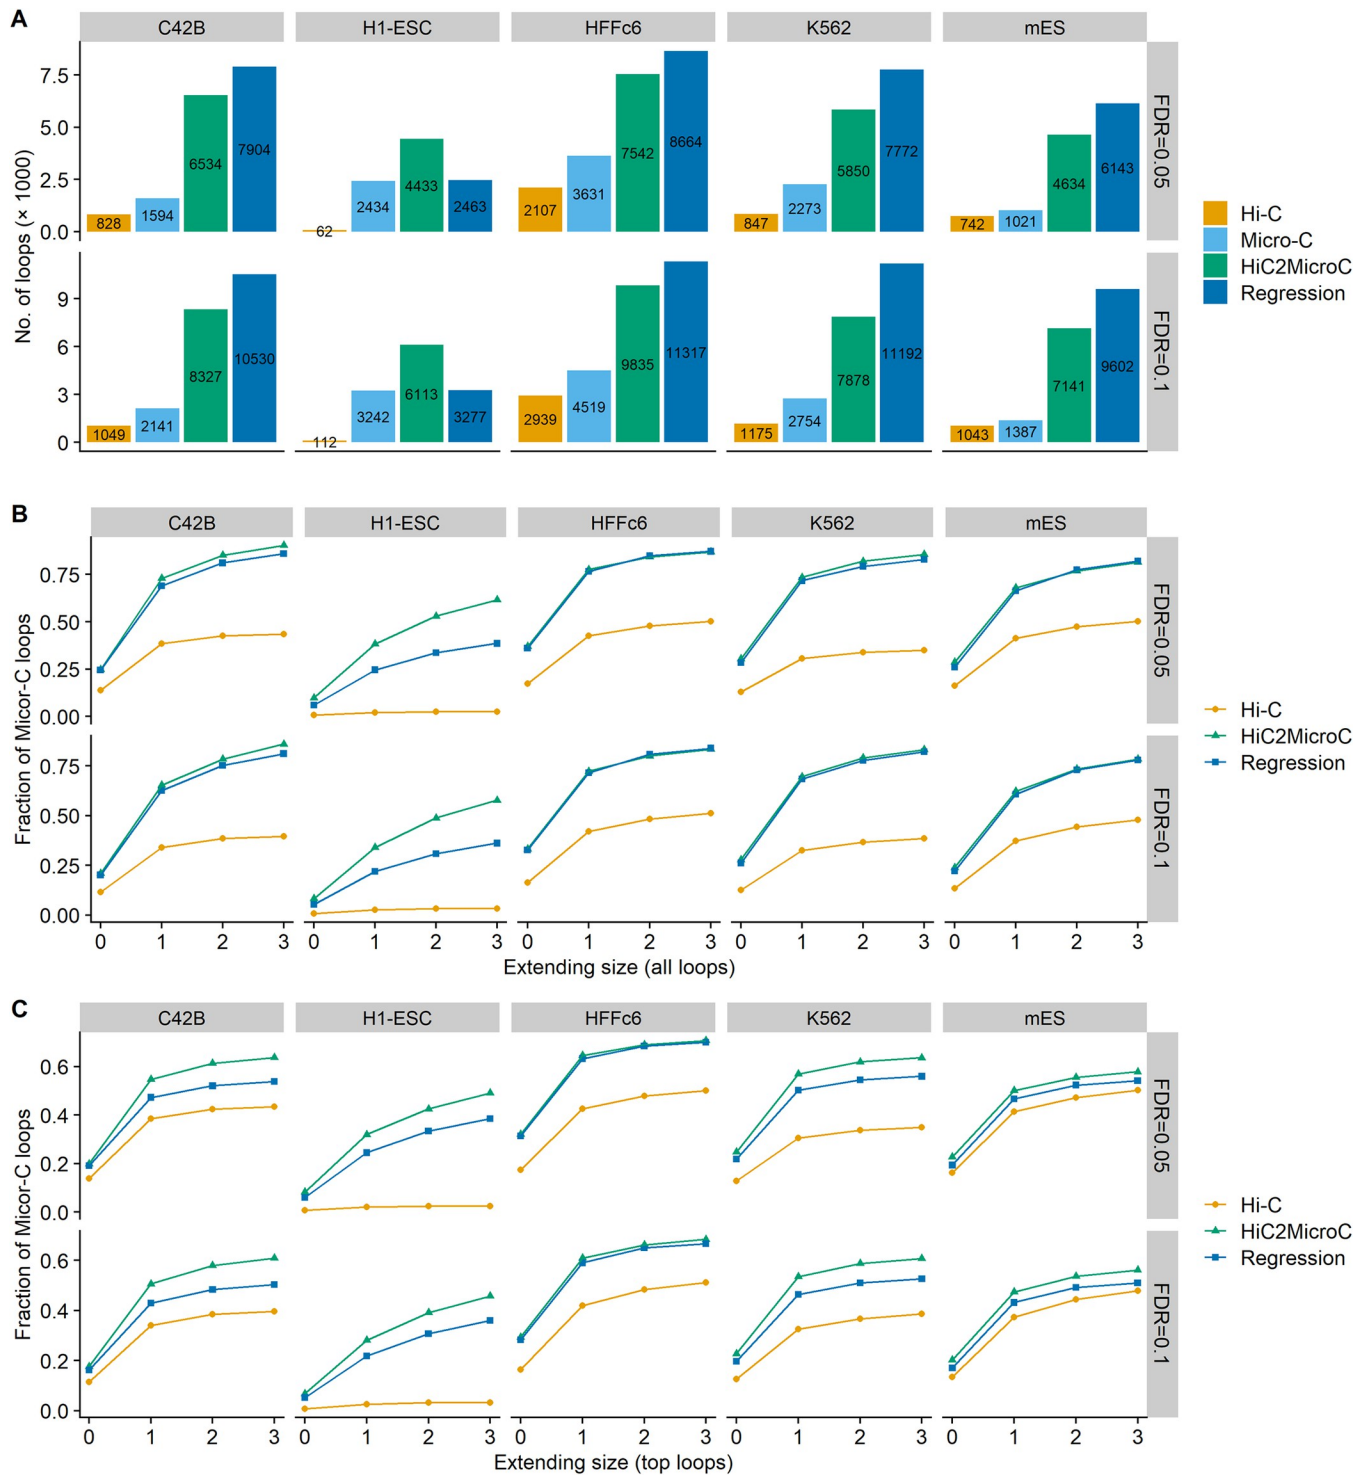 A
C42B H1-ESC HFFc6 K562 mES
No. of loops (× 1000)
7.5
5.0
2.5
0.0
828 1594 6534 7904
62 2434 4433 2463
2107 3631 7542 8664
847 2273 5850 7772
742 1021 4634 6143
FDR=0.05
9
6
3
0
1049 2141 8327 10530
112 3242 6113 3277
2939 4519 9835 11317
1175 2754 7878 11192
1043 1387 7141 9602
FDR=0.1
Hi-C
Micro-C
HiC2MicroC
Regression
B
C42B H1-ESC HFFc6 K562 mES
Fraction of Micor-C loops
0.75
0.50
0.25
0.00
FDR=0.05
0.75
0.50
0.25
0.00
FDR=0.1
0 1 2 3 0 1 2 3 0 1 2 3 0 1 2 3 0 1 2 3
Extending size (all loops)
Hi-C
HiC2MicroC
Regression
C
C42B H1-ESC HFFc6 K562 mES
Fraction of Micor-C loops
0.6
0.4
0.2
0.0
FDR=0.05
0.6
0.4
0.2
0.0
FDR=0.1
0 1 2 3 0 1 2 3 0 1 2 3 0 1 2 3 0 1 2 3
Extending size (top loops)
Hi-C
HiC2MicroC
Regression